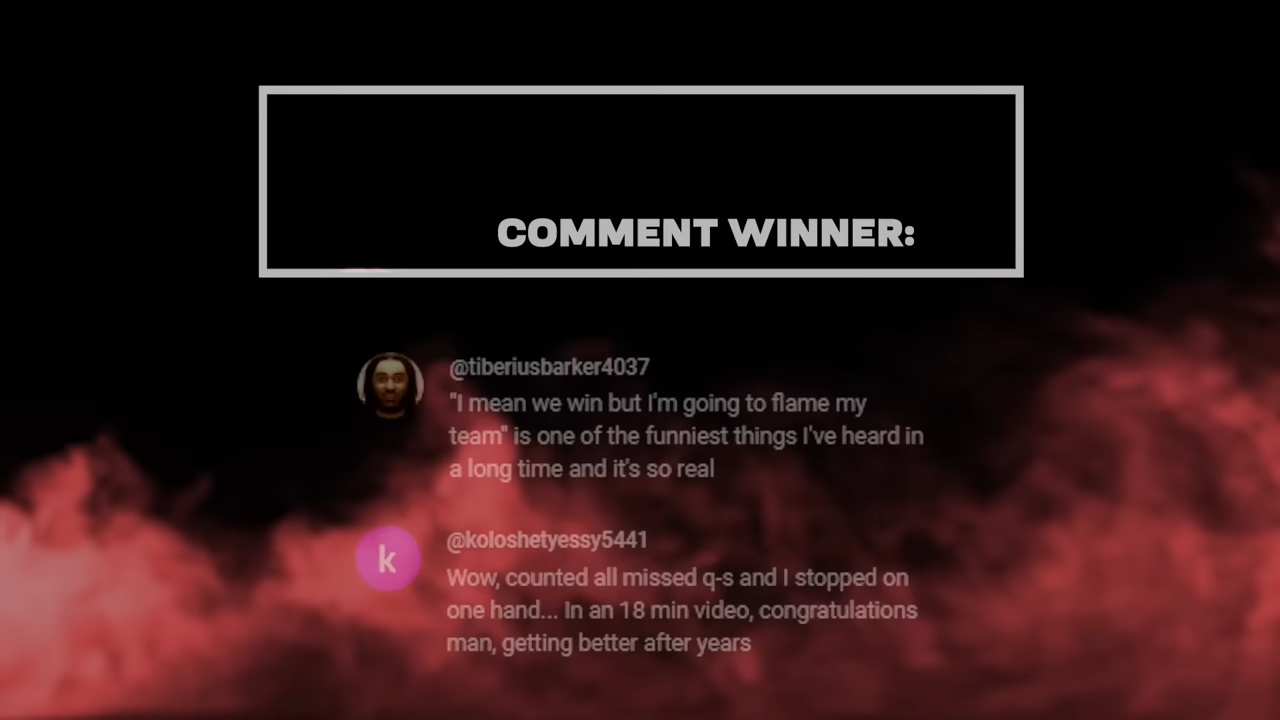 COMMENT WINNER:
@tiberiusbarker4037
"I mean we win but I'm going to flame my
team" is one of the funniest things I've heard in
a long time and it's so real
k
@koloshetyessy5441
Wow, counted all missed q-s and I stopped on
one hand... In an 18 min video, congratulations
man, getting better after years